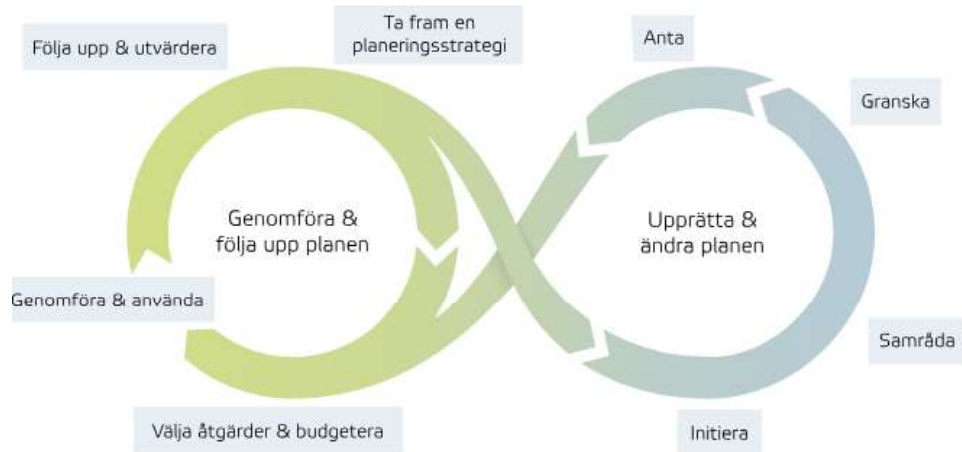 Ta fram en
planeringsstrategi
Följa upp & utvärdera
Anta
Granska
Genomföra &
följa upp planen
Upprätta &
ändra planen
Genomföra & använda
Samråda
Välja åtgärder & budgetera
Initiera